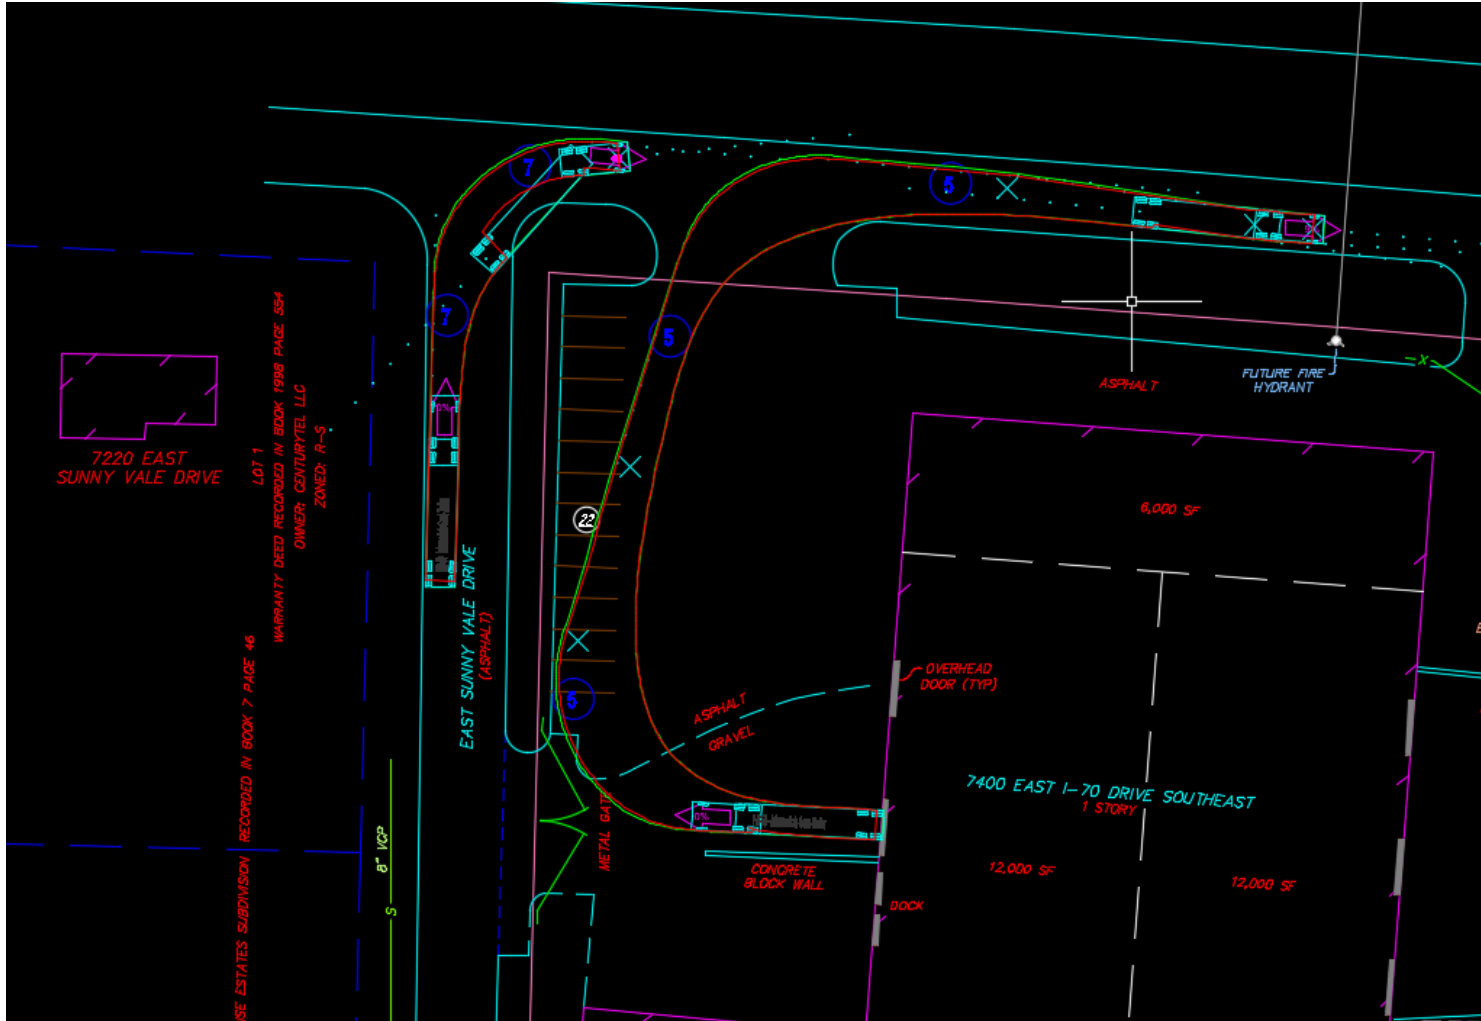 7
5
5
7
ASPHALT
FUTURE FIRE
HYDRANT
X
7220 EAST
SUNNY VALE DRIVE
LOT 1
WARRANTY DEED RECORDED IN BOOK 1998 PAGE 554
OWNER: CENTURYTEL LLC
ZONED: R-S
0%
6,000 SF
22
EAST SUNNY VALE DRIVE
(ASPHALT)
OVERHEAD
DOOR (TYP)
5
ASPHALT
GRAVEL
ESTATES SUBDIVISION RECORDED IN BOOK 7 PAGE 46
7400 EAST I-70 DRIVE SOUTHEAST
1 STORY
0%
METAL GATE
8" VCP
S
CONCRETE
BLOCK WALL
12,000 SF
12,000 SF
DOCK